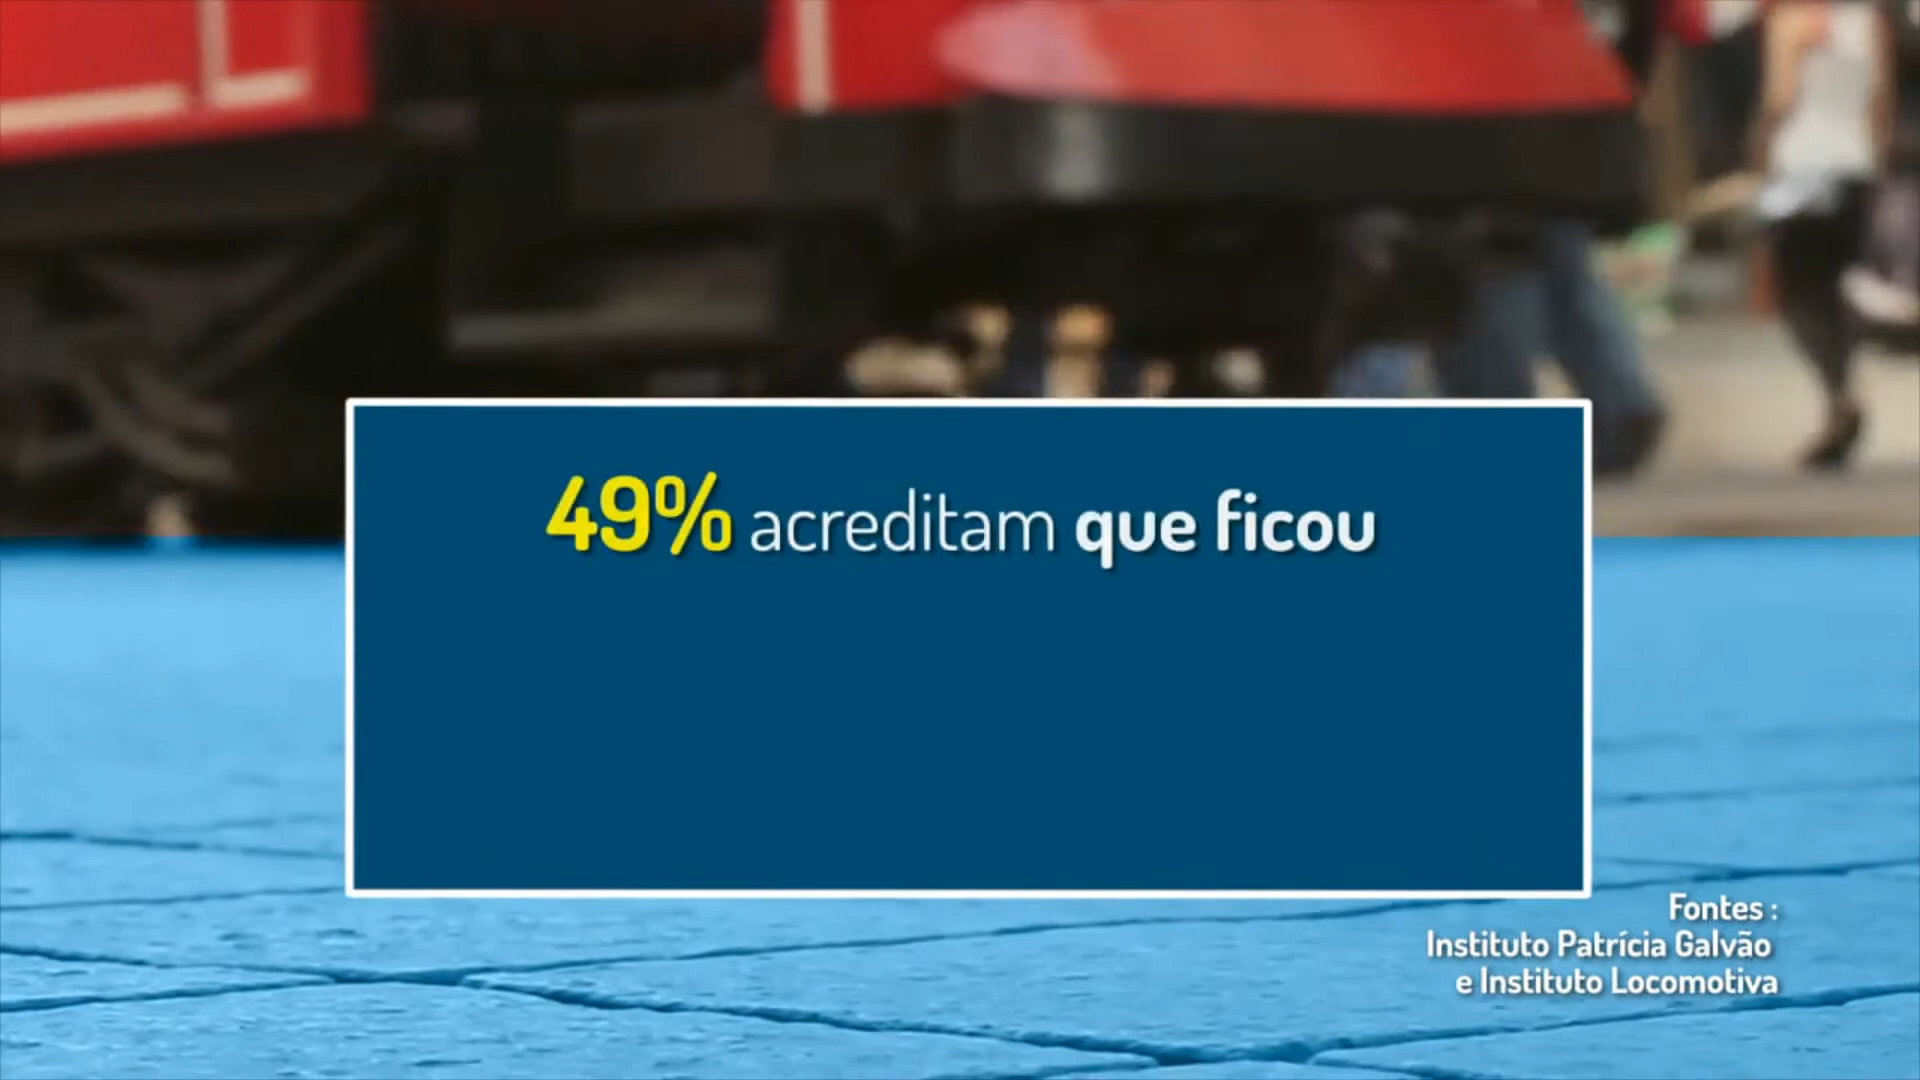 49% acreditam que ficou
Fontes :
Instituto Patrícia Galvão
e Instituto Locomotiva